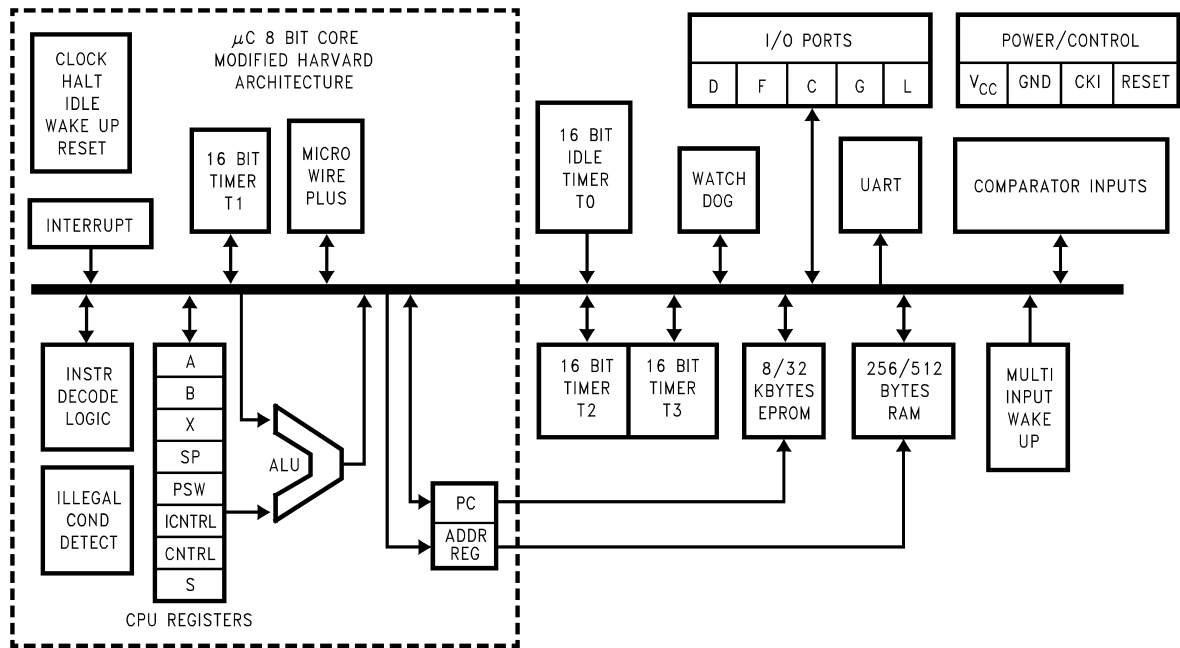 μC 8 BIT CORE
MODIFIED HARVARD
ARCHITECTURE
CLOCK
HALT
IDLE
WAKE UP
RESET
INTERRUPT
16 BIT
TIMER
T1
MICRO
WIRE
PLUS
16 BIT
IDLE
TIMER
T0
WATCH
DOG
I/O PORTS
D F C G L
UART
POWER/CONTROL
VCC GND CKI RESET
COMPARATOR INPUTS
INSTR
DECODE
LOGIC
ILLEGAL
COND
DETECT
A
B
X
SP
PSW
ICNTRL
CNTRL
S
CPU REGISTERS
ALU
PC
ADDR
REG
16 BIT
TIMER
T2
16 BIT
TIMER
T3
8/32
KBYTES
EPROM
256/512
BYTES
RAM
MULTI
INPUT
WAKE
UP